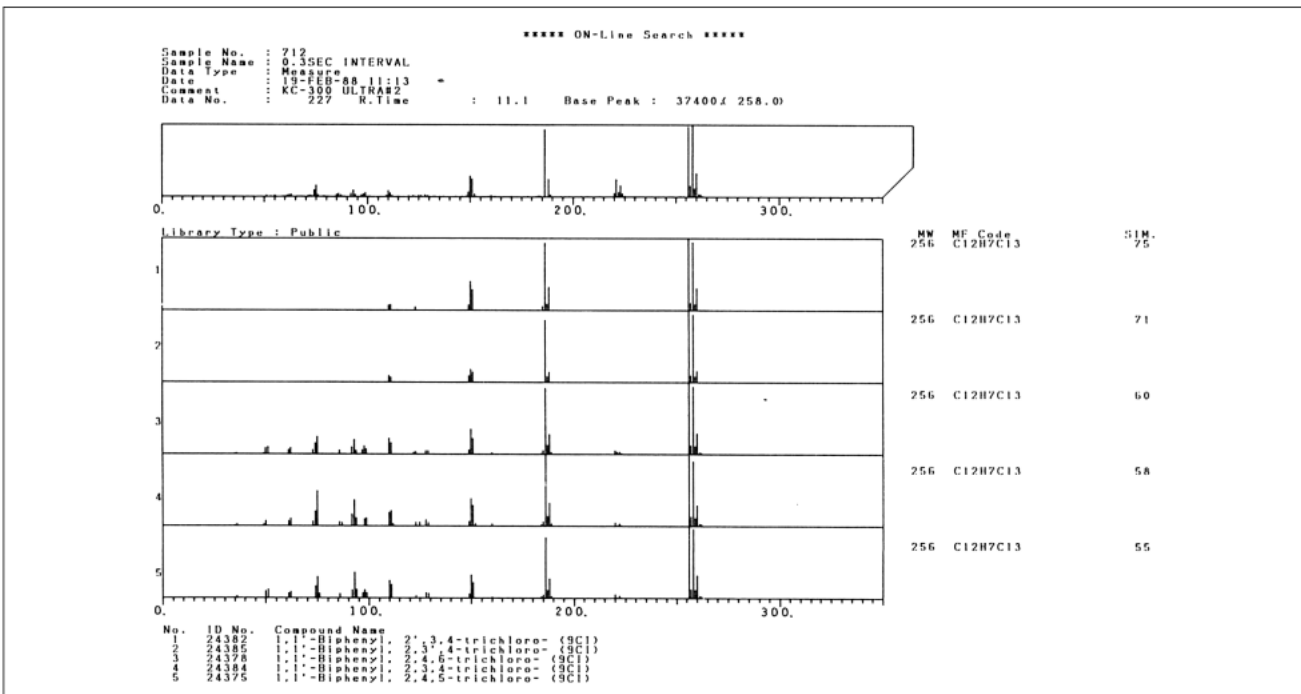 ***** ON-Line Search *****
Sample No. : 712
Sample Name : 0.3SEC INTERVAL
Data Type : Measure
Date : 19-FEB-88 11:13
Comment : KC-300 ULTRA#2
Data No. : 227 R.Time : 11.1 Base Peak : 37400( 258.0)
0. 100. 200. 300.
Library Type : Public
MW MF Code SIM.
1 256 C12H7C13 75
2 256 C12H7C13 71
3 256 C12H7C13 60
4 256 C12H7C13 58
5 256 C12H7C13 55
0. 100. 200. 300.
No. ID No. Compound Name
1 24382 1,1'-Biphenyl, 2',3,4-trichloro- (9CI)
2 24385 1,1'-Biphenyl, 2,3',4-trichloro- (9CI)
3 24378 1,1'-Biphenyl, 2,4,6-trichloro- (9CI)
4 24384 1,1'-Biphenyl, 2,3,4-trichloro- (9CI)
5 24375 1,1'-Biphenyl, 2,4,5-trichloro- (9CI)